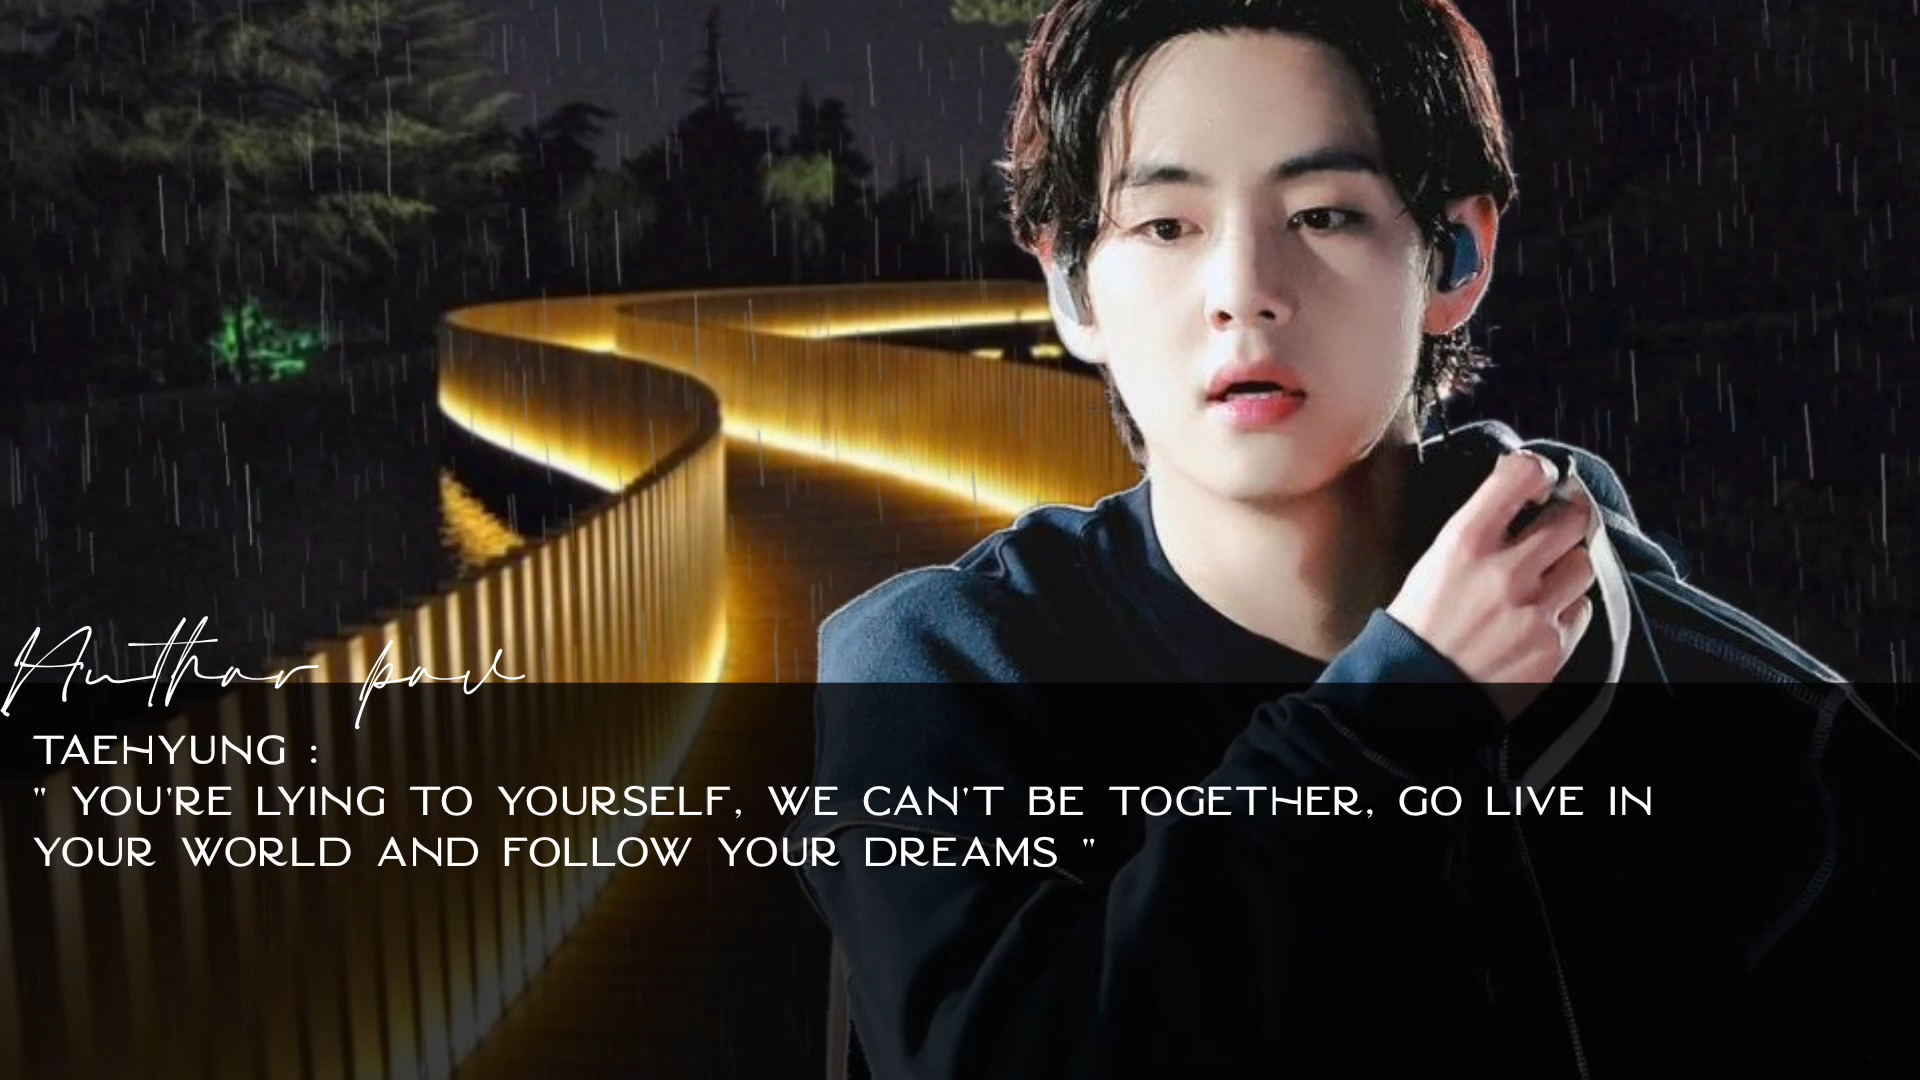 Author pav
TAEHYUNG :
" YOU'RE LYING TO YOURSELF, WE CAN'T BE TOGETHER, GO LIVE IN
YOUR WORLD AND FOLLOW YOUR DREAMS "